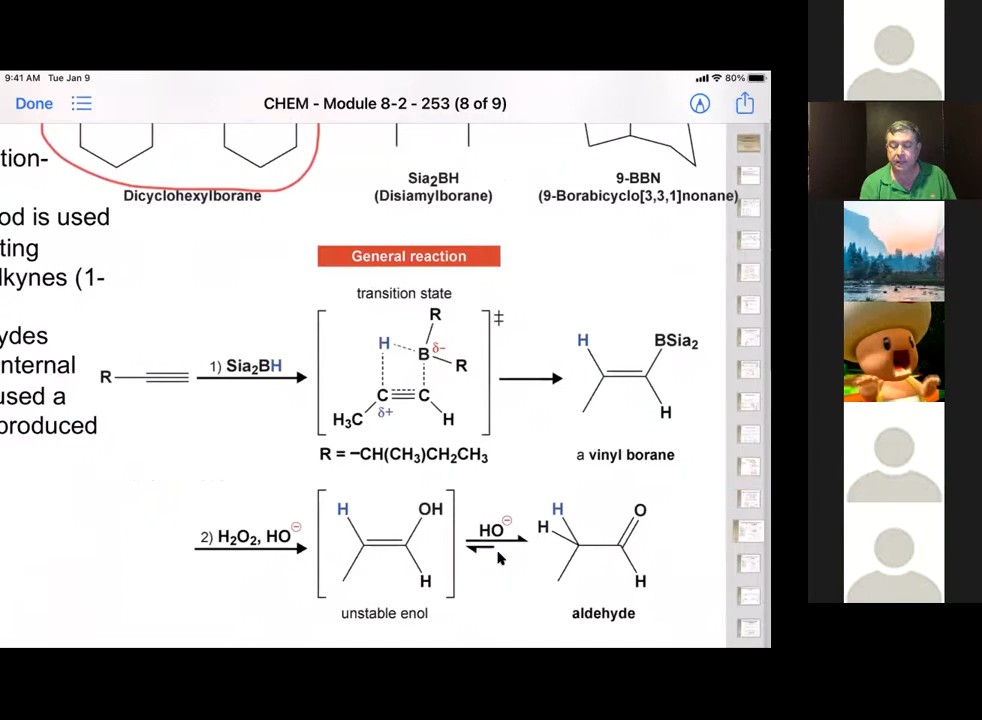 9:41 AM Tue Jan 9
80%
Done
CHEM - Module 8-2 - 253 (8 of 9)
tion-
od is used
ting
lkynes (1-
ydes
internal
used a
produced
Dicyclohexylborane
Sia₂BH
(Disiamylborane)
9-BBN
(9-Borabicyclo[3,3,1]nonane)
General reaction
transition state
R
H
B δ−
R
R
1) Sia₂BH
C C
δ+
H₃C
H
‡
R = −CH(CH₃)CH₂CH₃
H
BSia₂
H
a vinyl borane
2) H₂O₂, HO⊖
H
OH
H
unstable enol
HO⊖
H
H
O
H
aldehyde